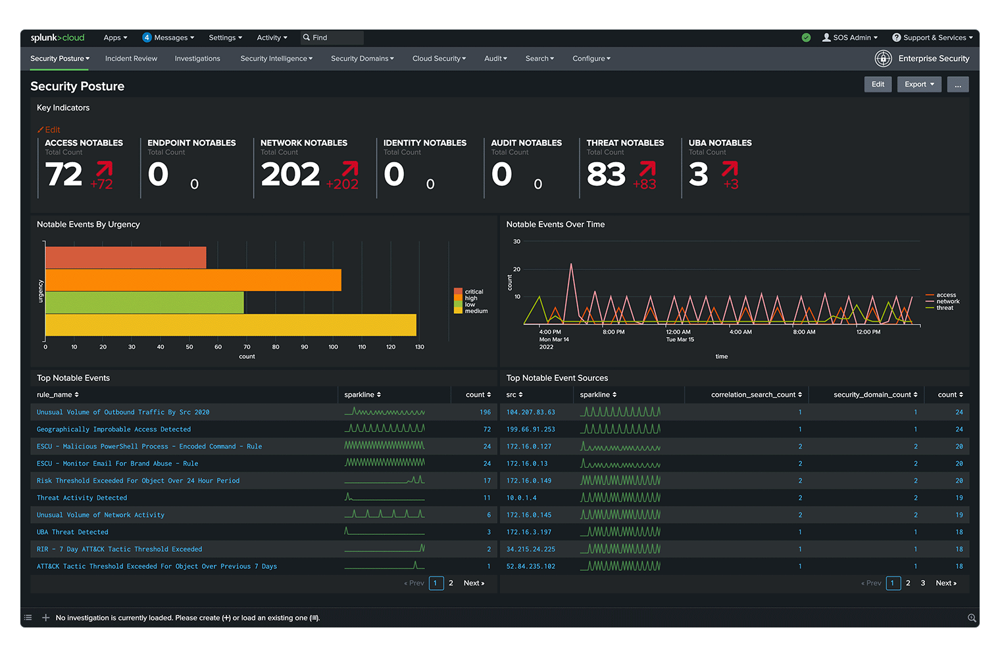 splunk>cloud Apps 4 Messages Settings Activity Find SOS Admin ? Support & Services
Security Posture Incident Review Investigations Security Intelligence Security Domains Cloud Security Audit Search Configure Enterprise Security
Security Posture Edit Export ...
Key Indicators
Edit
ACCESS NOTABLES ENDPOINT NOTABLES NETWORK NOTABLES IDENTITY NOTABLES AUDIT NOTABLES THREAT NOTABLES UBA NOTABLES
Total Count Total Count Total Count Total Count Total Count Total Count Total Count
72 +72 0 0 202 +202 0 0 0 0 83 +83 3 +3
Notable Events By Urgency
urgency
critical
high
low
medium
0 10 20 30 40 50 60 70 80 90 100 110 120 130
count
Notable Events Over Time
30
20
10
count
access
network
threat
4:00 PM 8:00 PM 12:00 AM 4:00 AM 8:00 AM 12:00 PM
Mon Mar 14 Tue Mar 15
2022
time
Top Notable Events
rule_name sparkline count
Unusual Volume of Outbound Traffic By Src 2020 196
Geographically Improbable Access Detected 72
ESCU - Malicious PowerShell Process - Encoded Command - Rule 24
ESCU - Monitor Email For Brand Abuse - Rule 24
Risk Threshold Exceeded For Object Over 24 Hour Period 17
Threat Activity Detected 11
Unusual Volume of Network Activity 6
UBA Threat Detected 3
RIR - 7 Day ATT&CK Tactic Threshold Exceeded 2
ATT&CK Tactic Threshold Exceeded For Object Over Previous 7 Days 1
« Prev 1 2 Next »
Top Notable Event Sources
src sparkline correlation_search_count security_domain_count count
104.207.83.63 1 1 24
199.66.91.253 1 1 24
172.16.0.127 2 2 20
172.16.0.13 2 2 20
172.16.0.149 2 2 20
10.0.1.4 2 2 19
172.16.0.145 2 2 19
172.16.3.197 1 1 18
34.215.24.225 1 1 18
52.84.235.102 1 1 18
« Prev 1 2 3 Next »
No investigation is currently loaded. Please create (+) or load an existing one (≡).